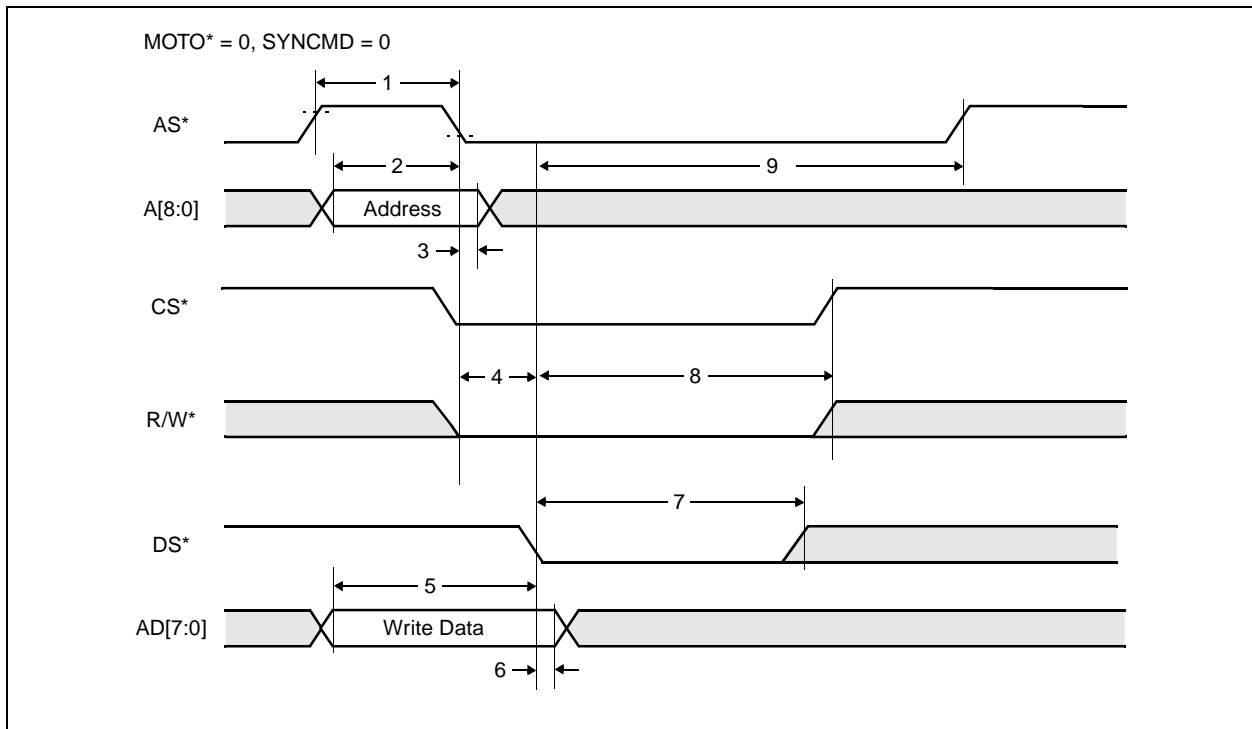 MOTO* = 0, SYNCMD = 0
1
AS*
2
9
A[8:0]
Address
3
CS*
4
8
R/W*
7
DS*
5
AD[7:0]
Write Data
6